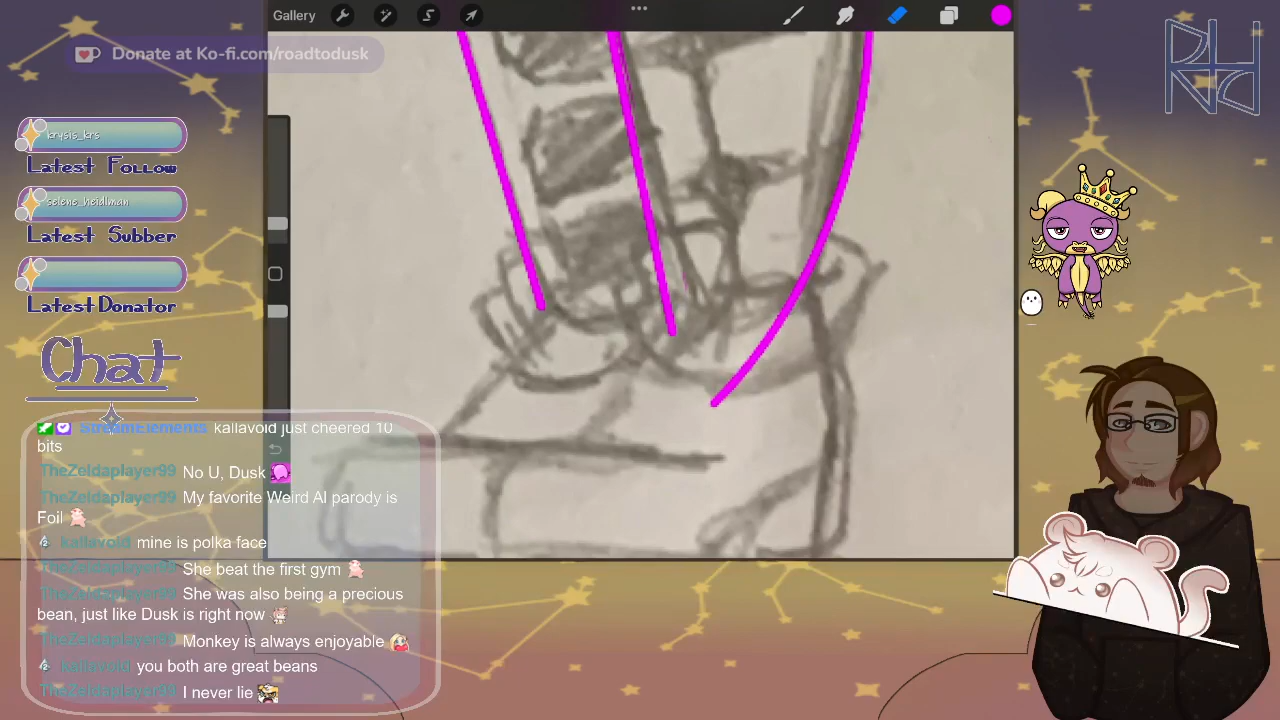 Gallery
Donate at Ko-fi.com/roadtodusk
krysis_krs
Latest Follow
selene_heidlman
Latest Subber
Latest Donator
Chat
StreamElements kallavoid just cheered 10
bits
TheZeldaplayer99 No U, Dusk
TheZeldaplayer99 My favorite Weird Al parody is
Foil
kallavoid mine is polka face
TheZeldaplayer99 She beat the first gym
TheZeldaplayer99 She was also being a precious
bean, just like Dusk is right now
TheZeldaplayer99 Monkey is always enjoyable
kallavoid you both are great beans
TheZeldaplayer99 I never lie